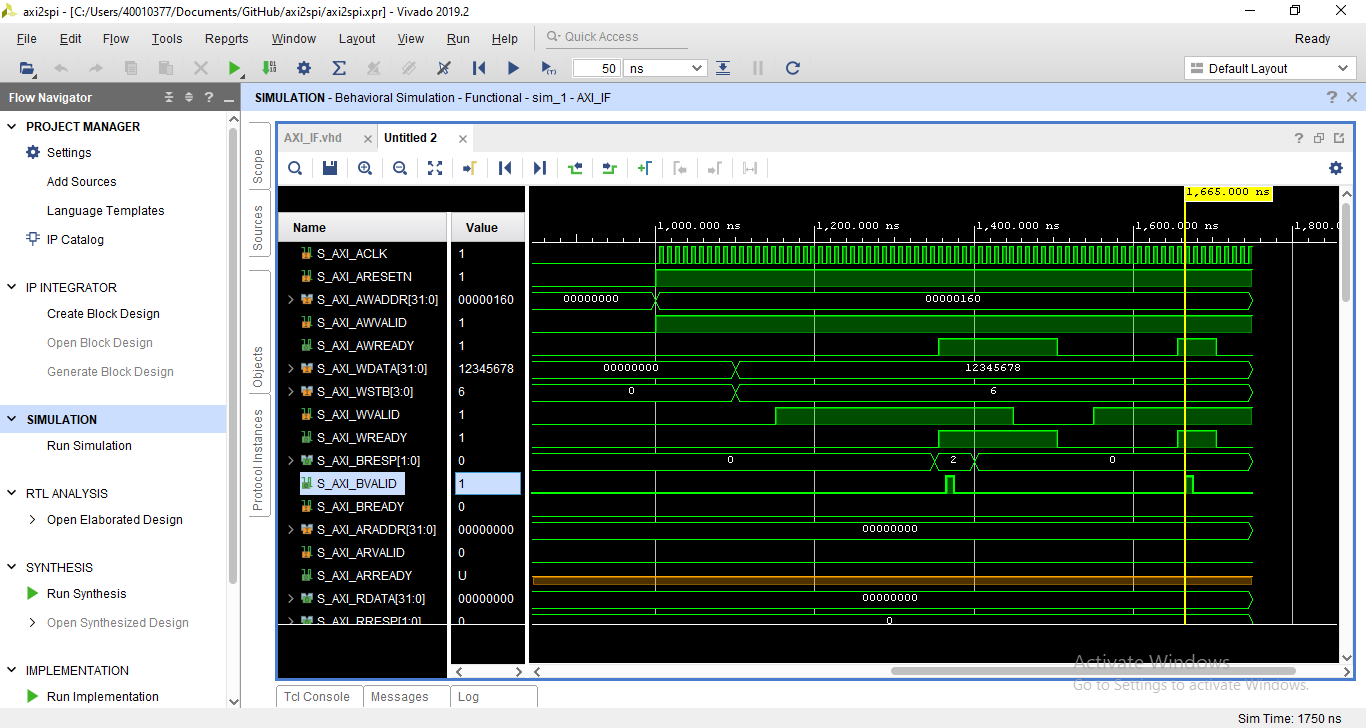 axi2spi - [C:/Users/40010377/Documents/GitHub/axi2spi/axi2spi.xpr] - Vivado 2019.2
File Edit Flow Tools Reports Window Layout View Run Help Quick Access Ready
50 ns Default Layout
Flow Navigator
SIMULATION - Behavioral Simulation - Functional - sim_1 - AXI_IF
PROJECT MANAGER
Settings
Add Sources
Language Templates
IP Catalog
IP INTEGRATOR
Create Block Design
Open Block Design
Generate Block Design
SIMULATION
Run Simulation
RTL ANALYSIS
Open Elaborated Design
SYNTHESIS
Run Synthesis
Open Synthesized Design
IMPLEMENTATION
Run Implementation
Scope
Sources
Objects
Protocol Instances
AXI_IF.vhd Untitled 2
1,665.000 ns
Name Value
1,000.000 ns 1,200.000 ns 1,400.000 ns 1,600.000 ns 1,800.
S_AXI_ACLK 1
S_AXI_ARESETN 1
S_AXI_AWADDR[31:0] 00000160 00000000 00000160
S_AXI_AWVALID 1
S_AXI_AWREADY 1
S_AXI_WDATA[31:0] 12345678 00000000 12345678
S_AXI_WSTB[3:0] 6 0 6
S_AXI_WVALID 1
S_AXI_WREADY 1
S_AXI_BRESP[1:0] 0 0 2 0
S_AXI_BVALID 1
S_AXI_BREADY 0
S_AXI_ARADDR[31:0] 00000000 00000000
S_AXI_ARVALID 0
S_AXI_ARREADY U
S_AXI_RDATA[31:0] 00000000 00000000
S_AXI_RRESP[1:0] 0 0
Activate Windows
Go to Settings to activate Windows.
Tcl Console Messages Log
Sim Time: 1750 ns